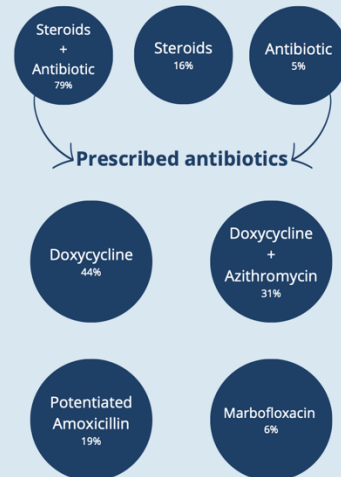 Steroids
+
Antibiotic
79%
Steroids
16%
Antibiotic
5%
Prescribed antibiotics
Doxycycline
44%
Doxycycline
+
Azithromycin
31%
Potentiated
Amoxicillin
19%
Marbofloxacin
6%